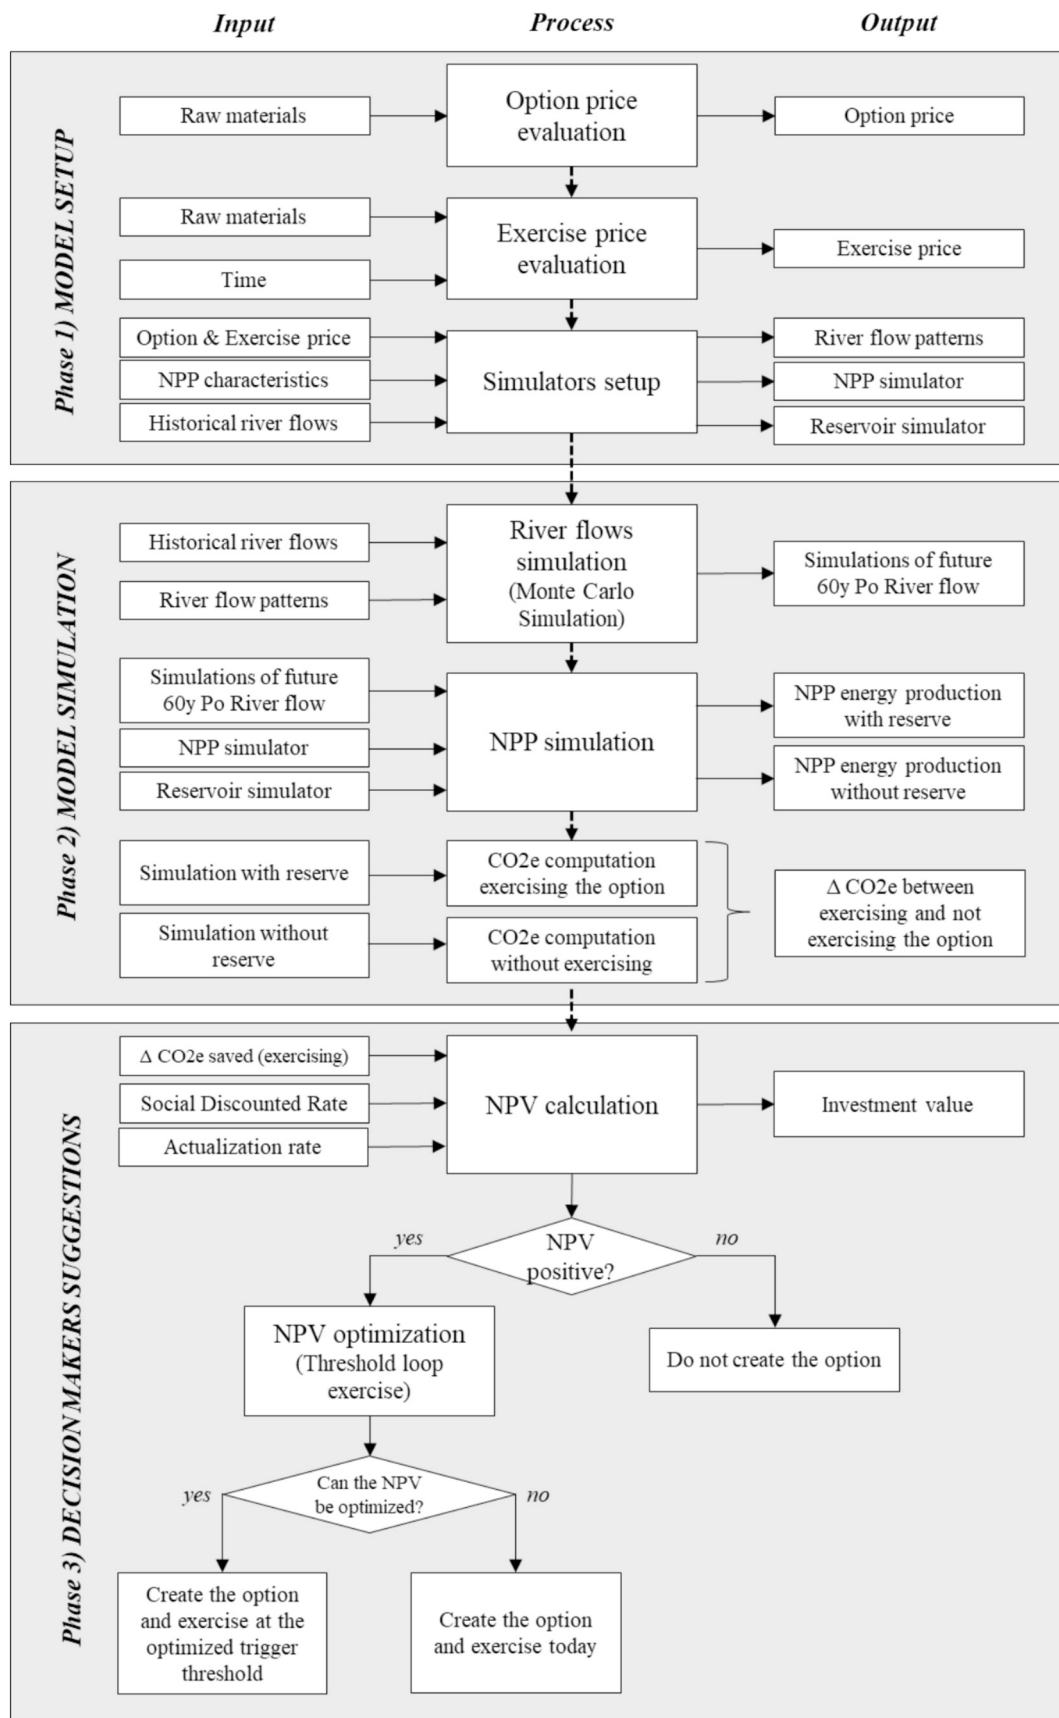 Input
Process
Output
Phase 1) MODEL SETUP
Raw materials
Option price
evaluation
Option price
Raw materials
Time
Exercise price
evaluation
Exercise price
Option & Exercise price
NPP characteristics
Historical river flows
Simulators setup
River flow patterns
NPP simulator
Reservoir simulator
Phase 2) MODEL SIMULATION
Historical river flows
River flow patterns
River flows
simulation
(Monte Carlo
Simulation)
Simulations of future
60y Po River flow
Simulations of future
60y Po River flow
NPP simulator
Reservoir simulator
NPP simulation
NPP energy production
with reserve
NPP energy production
without reserve
Simulation with reserve
CO2e computation
exercising the option
Simulation without
reserve
CO2e computation
without exercising
Δ CO2e between
exercising and not
exercising the option
Phase 3) DECISION MAKERS SUGGESTIONS
Δ CO2e saved (exercising)
Social Discounted Rate
Actualization rate
NPV calculation
Investment value
yes
NPV
positive?
no
NPV optimization
(Threshold loop
exercise)
Do not create the option
yes
Can the NPV
be optimized?
no
Create the option
and exercise at the
optimized trigger
threshold
Create the option
and exercise today